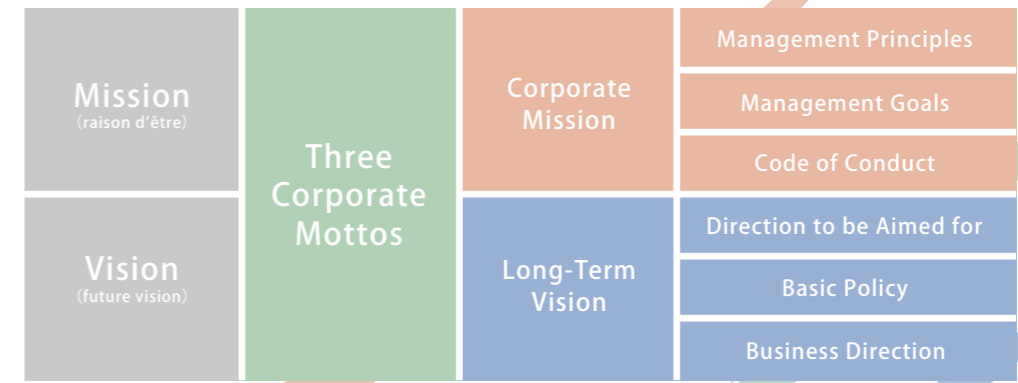 Mission
(raison d'être)
Vision
(future vision)
Three
Corporate
Mottos
Corporate
Mission
Long-Term
Vision
Management Principles
Management Goals
Code of Conduct
Direction to be Aimed for
Basic Policy
Business Direction